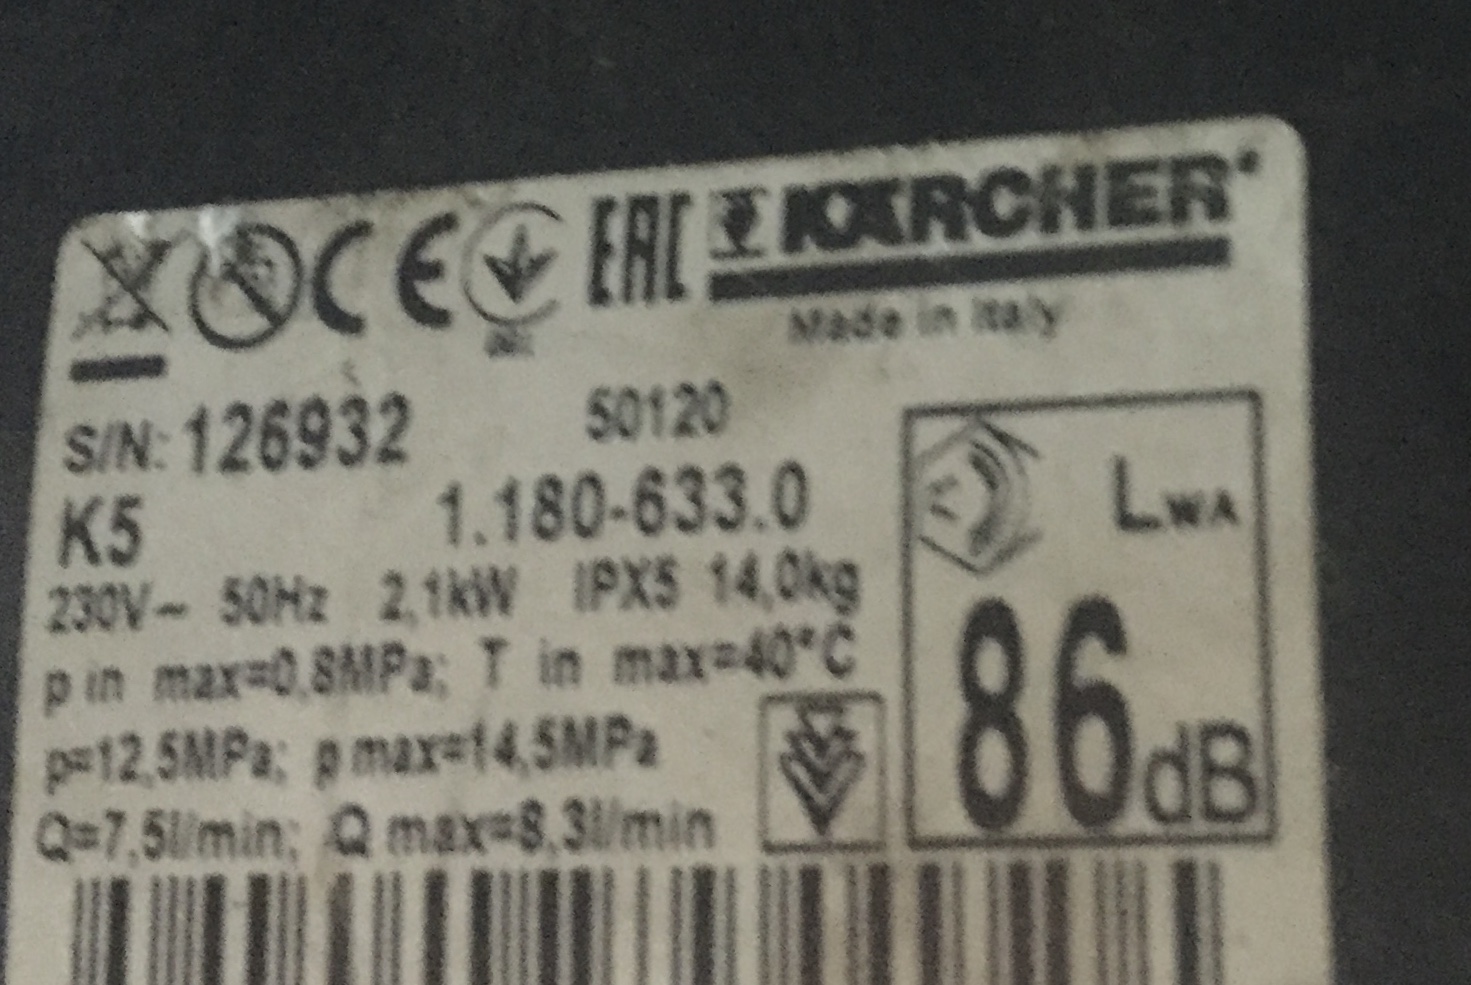 CE EAC KÄRCHER
Made in Italy
S/N: 126932 50120
K5 1.180-633.0
230V~ 50Hz 2,1kW IPX5 14,0kg
p in max=0,8MPa; T in max=40°C
p=12,5MPa; p max=14,5MPa
Q=7,5l/min; Q max=8,3l/min
LWA
86dB